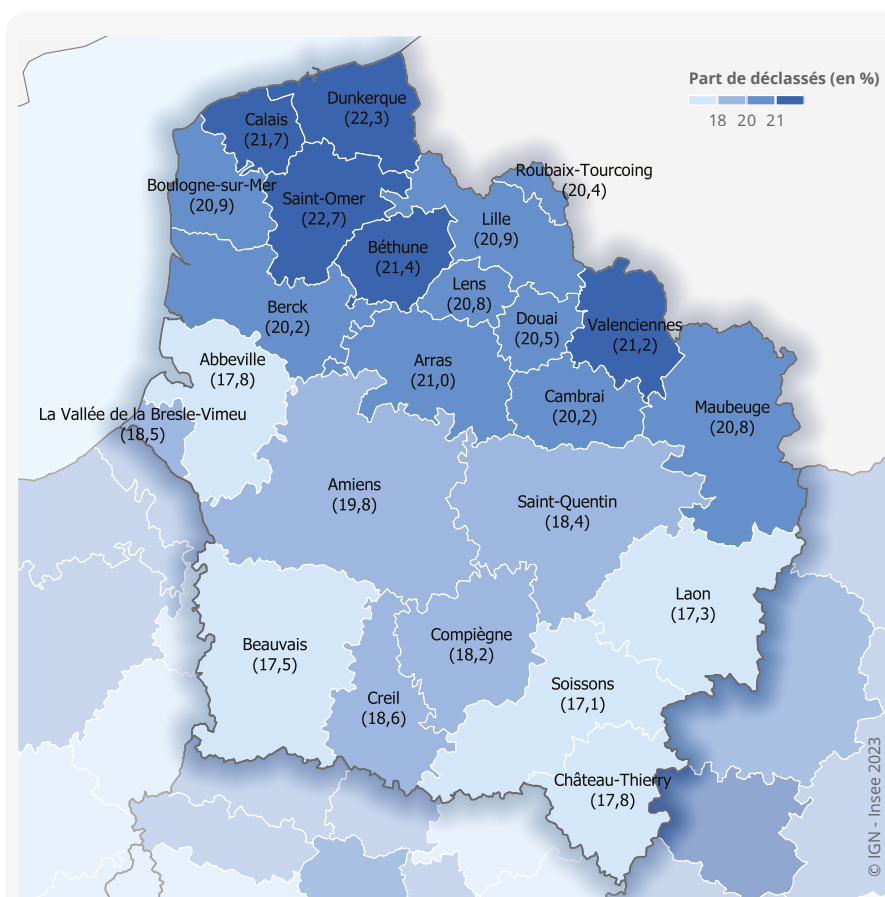 Part de déclassés (en %)
18 20 21
Dunkerque
(22,3)
Calais
(21,7)
Roubaix-Tourcoing
(20,4)
Boulogne-sur-Mer
(20,9)
Saint-Omer
(22,7)
Lille
(20,9)
Béthune
(21,4)
Lens
(20,8)
Berck
(20,2)
Douai
(20,5)
Valenciennes
(21,2)
Abbeville
(17,8)
Arras
(21,0)
Cambrai
(20,2)
Maubeuge
(20,8)
La Vallée de la Bresle-Vimeu
(18,5)
Amiens
(19,8)
Saint-Quentin
(18,4)
Laon
(17,3)
Beauvais
(17,5)
Compiègne
(18,2)
Soissons
(17,1)
Creil
(18,6)
Château-Thierry
(17,8)
© IGN - Insee 2023